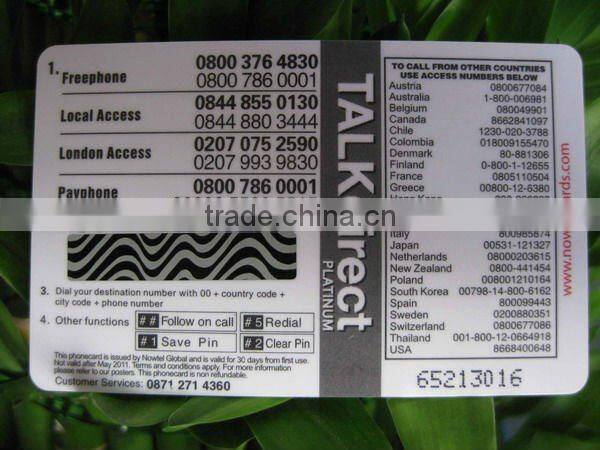 1.
Freephone 0800 376 4830
0800 786 0001
Local Access 0844 855 0130
0844 880 3444
London Access 0207 075 2590
0207 993 9830
Payphone 0800 786 0001
3. Dial your destination number with 00 + country code +
city code + phone number
4. Other functions
# # Follow on call
# 5 Redial
# 1 Save Pin
# 2 Clear Pin
This phonecard is issued by Nowtel Global and is valid for 30 days from first use.
Not valid after May 2011. Terms and conditions apply. For more information
please refer to our posters. This phonecard is non refundable.
Customer Services: 0871 271 4360
TALK
PLATINUM
TO CALL FROM OTHER COUNTRIES
USE ACCESS NUMBERS BELOW
Austria 0800677084
Australia 1-800-006981
Belgium 080049901
Canada 8662841097
Chile 1230-020-3788
Colombia 018009155470
Denmark 80-881306
Finland 0-800-1-12655
France 0805110504
Greece 00800-12-6380
Italy 800985874
Japan 00531-121327
Netherlands 08000203615
New Zealand 0800-441454
Poland 008001210164
South Korea 00798-14-800-6162
Spain 800099443
Sweden 0200880351
Switzerland 0800677086
Thailand 001-800-12-0664918
USA 8668400648
65213016
trade.china.cn